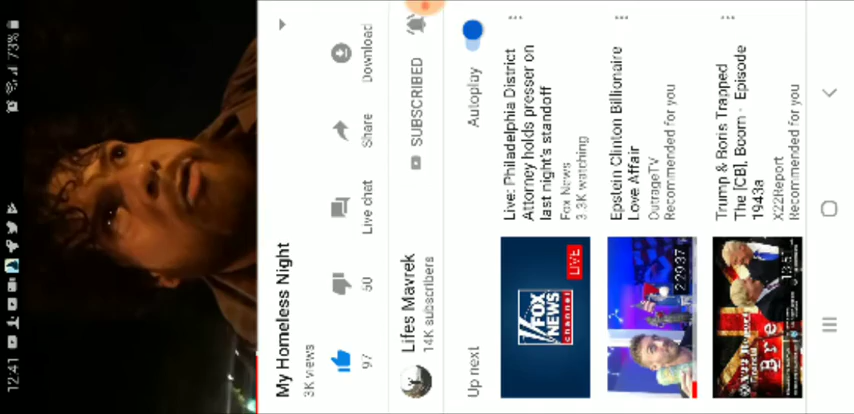 12:41
73%
My Homeless Night
3K views
97
50
Live chat
Share
Download
Lifes Mavrek
14K subscribers
SUBSCRIBED
Up next
Autoplay
FOX
NEWS
channel
LIVE
Live: Philadelphia District
Attorney holds presser on
last night's standoff
Fox News
3.3K watching
2:29:37
Epstein Clinton Billionaire
Love Affair
OutrageTV
Recommended for you
Trump & Boris Trapped
The [CB], Boom - Episode
1943a
X22Report
Recommended for you